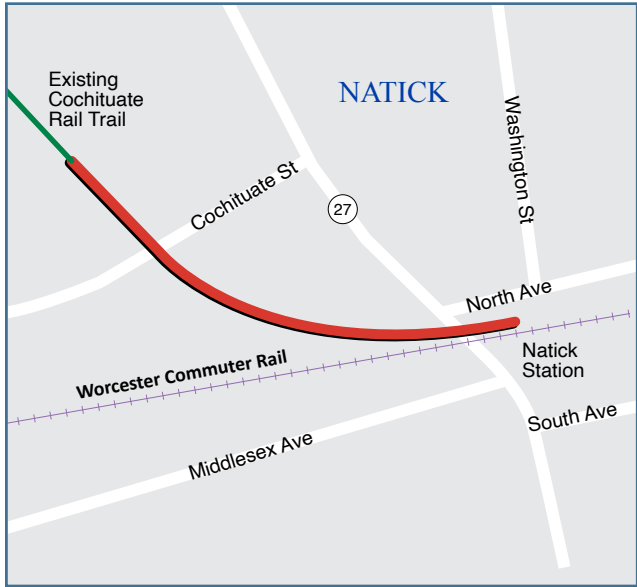 Existing
Cochituate
Rail Trail
NATICK
Washington St
Cochituate St
27
North Ave
Natick
Station
Worcester Commuter Rail
South Ave
Middlesex Ave